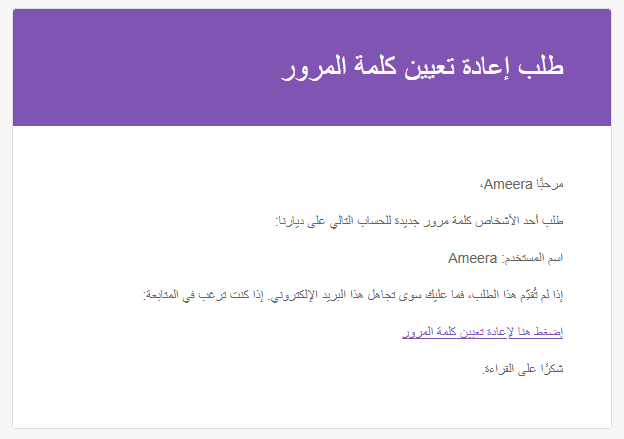 طلب إعادة تعيين كلمة المرور
مرحبًا Ameera،
طلب أحد الأشخاص كلمة مرور جديدة للحساب التالي على ديارنا:
اسم المستخدم: Ameera
إذا لم تُقدِّم هذا الطلب، فما عليك سوى تجاهل هذا البريد الإلكتروني. إذا كنت ترغب في المتابعة:
إضغط هنا لإعادة تعيين كلمة المرور
شكرًا على القراءة.